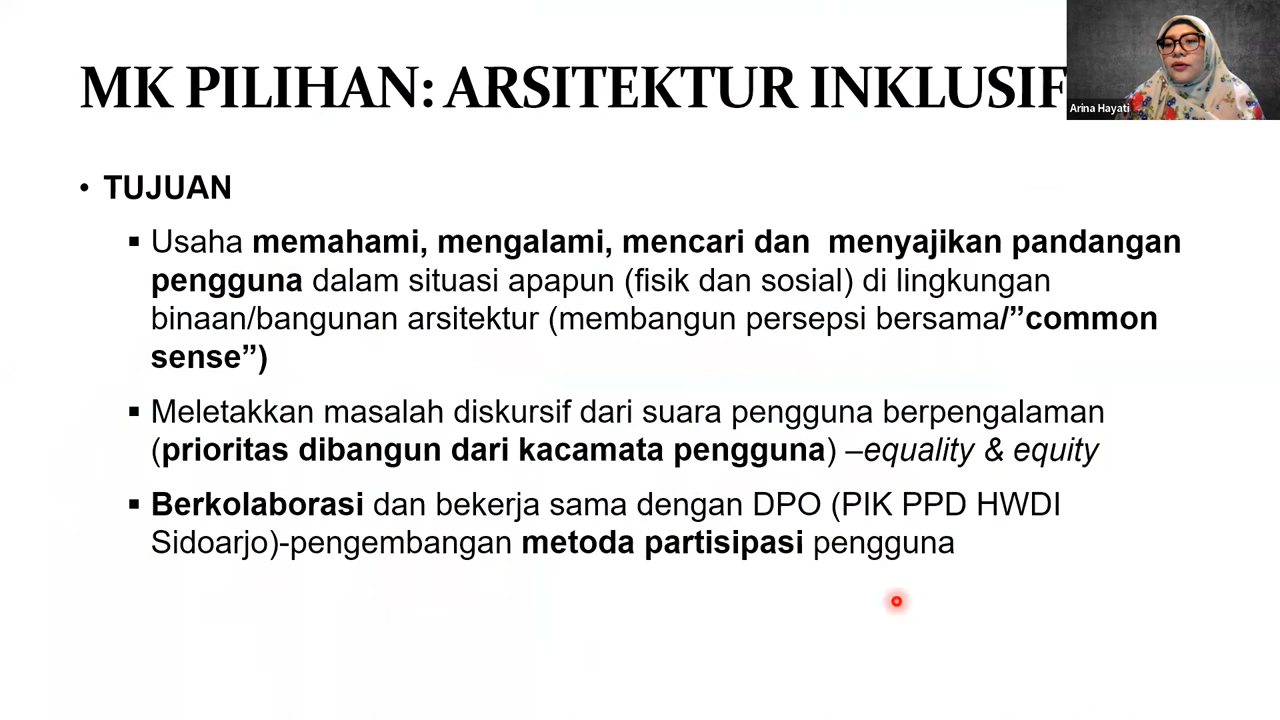 MK PILIHAN: ARSITEKTUR INKLUSIF
Arina Hayati
• TUJUAN
▪ Usaha memahami, mengalami, mencari dan  menyajikan pandangan
pengguna dalam situasi apapun (fisik dan sosial) di lingkungan
binaan/bangunan arsitektur (membangun persepsi bersama/”common
sense”)
▪ Meletakkan masalah diskursif dari suara pengguna berpengalaman
(prioritas dibangun dari kacamata pengguna) –equality & equity
▪ Berkolaborasi dan bekerja sama dengan DPO (PIK PPD HWDI
Sidoarjo)-pengembangan metoda partisipasi pengguna